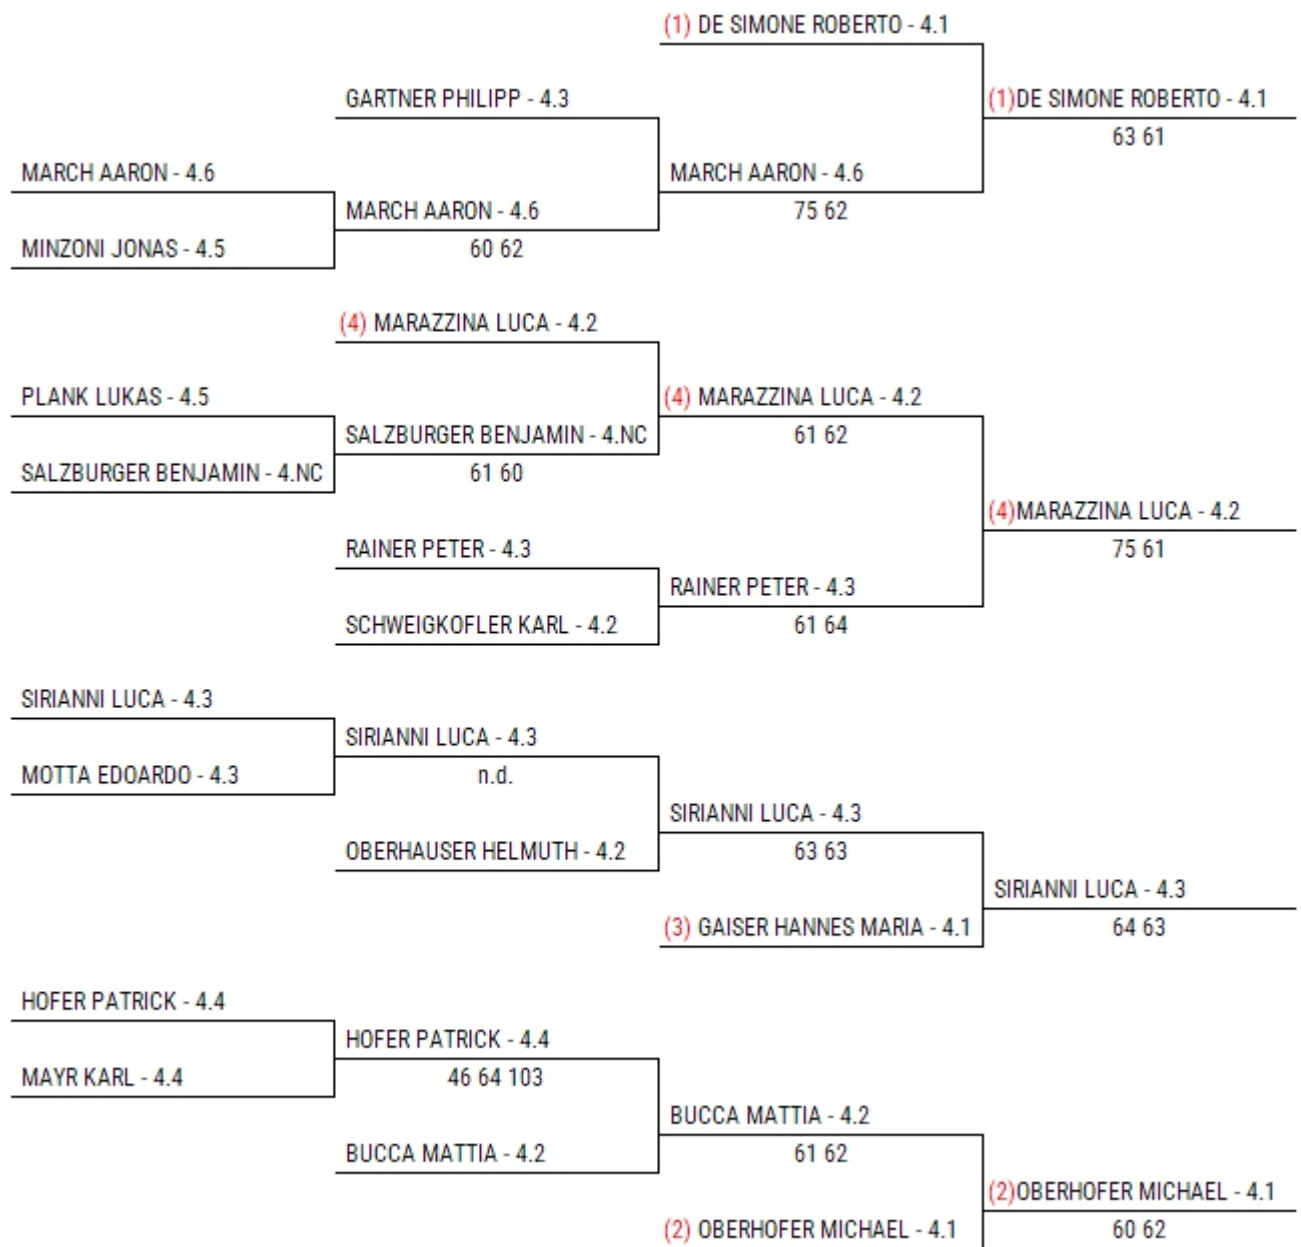 (1) DE SIMONE ROBERTO - 4.1
GARTNER PHILIPP - 4.3
(1)DE SIMONE ROBERTO - 4.1
63 61
MARCH AARON - 4.6
MARCH AARON - 4.6
MARCH AARON - 4.6
75 62
MINZONI JONAS - 4.5
60 62
(4) MARAZZINA LUCA - 4.2
PLANK LUKAS - 4.5
(4) MARAZZINA LUCA - 4.2
SALZBURGER BENJAMIN - 4.NC
61 62
SALZBURGER BENJAMIN - 4.NC
61 60
(4)MARAZZINA LUCA - 4.2
RAINER PETER - 4.3
75 61
RAINER PETER - 4.3
SCHWEIGKOFLER KARL - 4.2
61 64
SIRIANNI LUCA - 4.3
SIRIANNI LUCA - 4.3
MOTTA EDOARDO - 4.3
n.d.
SIRIANNI LUCA - 4.3
OBERHAUSER HELMUTH - 4.2
63 63
SIRIANNI LUCA - 4.3
(3) GAISER HANNES MARIA - 4.1
64 63
HOFER PATRICK - 4.4
HOFER PATRICK - 4.4
MAYR KARL - 4.4
46 64 103
BUCCA MATTIA - 4.2
BUCCA MATTIA - 4.2
61 62
(2)OBERHOFER MICHAEL - 4.1
(2) OBERHOFER MICHAEL - 4.1
60 62